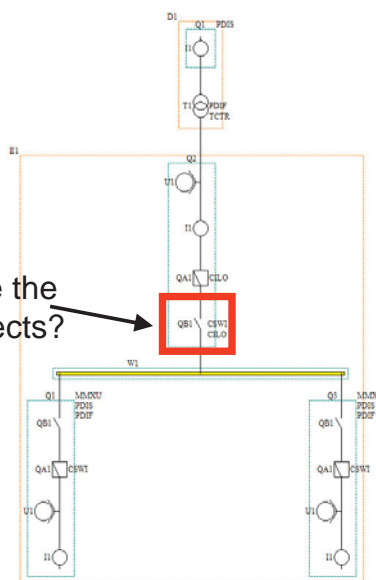 D1
Q1 PDIS
I1
T1 PDIF
TCTR
E1
Q2
U1
I1
QA1 CILO
e the
ects?
QB1 CSWI
CILO
W1
Q1 MMXU
PDIS
PDIF
QB1
QA1 CSWI
U1
I1
Q3 MMX
PDIS
PDIF
QB1
QA1 CSWI
U1
I1